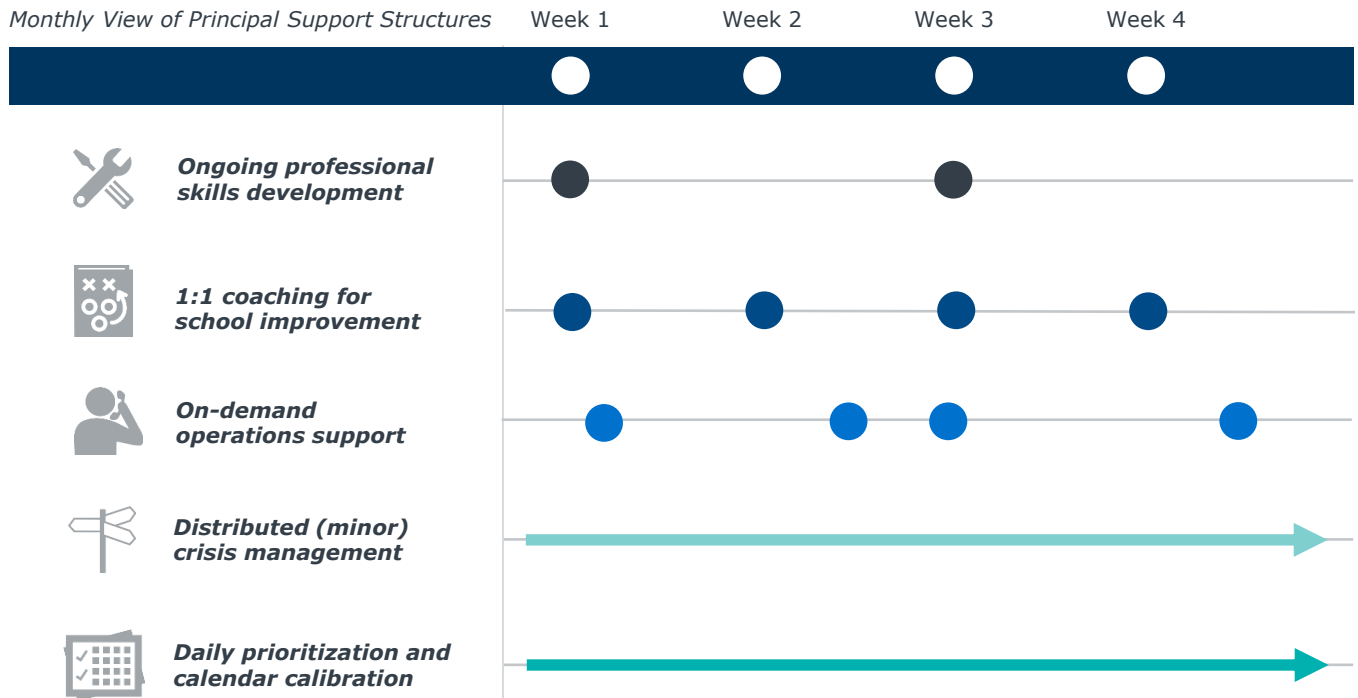 Monthly View of Principal Support Structures Week 1 Week 2 Week 3 Week 4
Ongoing professional
skills development
1:1 coaching for
school improvement
On-demand
operations support
Distributed (minor)
crisis management
Daily prioritization and
calendar calibration